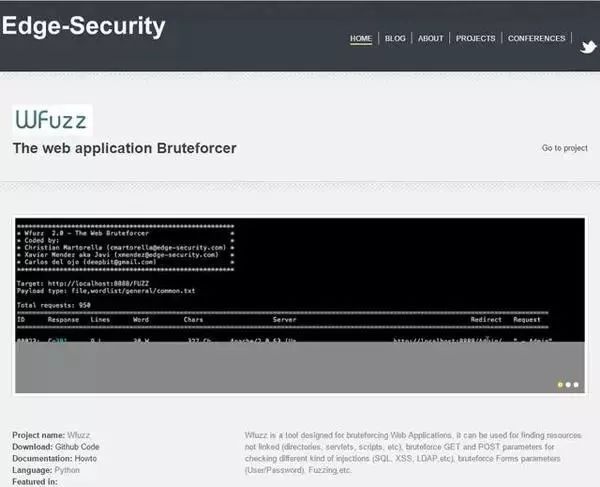 Edge-Security
HOME BLOG ABOUT PROJECTS CONFERENCES
WFuzz
The web application Bruteforcer
Go to project
* Wfuzz 2.0 - The Web Bruteforcer *
* Coded by: *
* Christian Martorella (cmartorella@edge-security.com) *
* Xavier Mendez aka Javi (xmendez@edge-security.com) *
* Carlos del ojo (deepbit@gmail.com) *
Target: http://localhost:8888/FUZZ
Payload type: file,wordlist/general/common.txt
Total requests: 950
ID Response Lines Word Chars Server Redirect Request
Project name: Wfuzz
Download: Github Code
Documentation: Howto
Language: Python
Featured in:
Wfuzz is a tool designed for bruteforcing Web Applications, it can be used for finding resources
not linked (directories, servlets, scripts, etc), bruteforce GET and POST parameters for
checking different kind of injections (SQL, XSS, LDAP,etc), bruteforce Forms parameters
(User/Password), Fuzzing,etc.